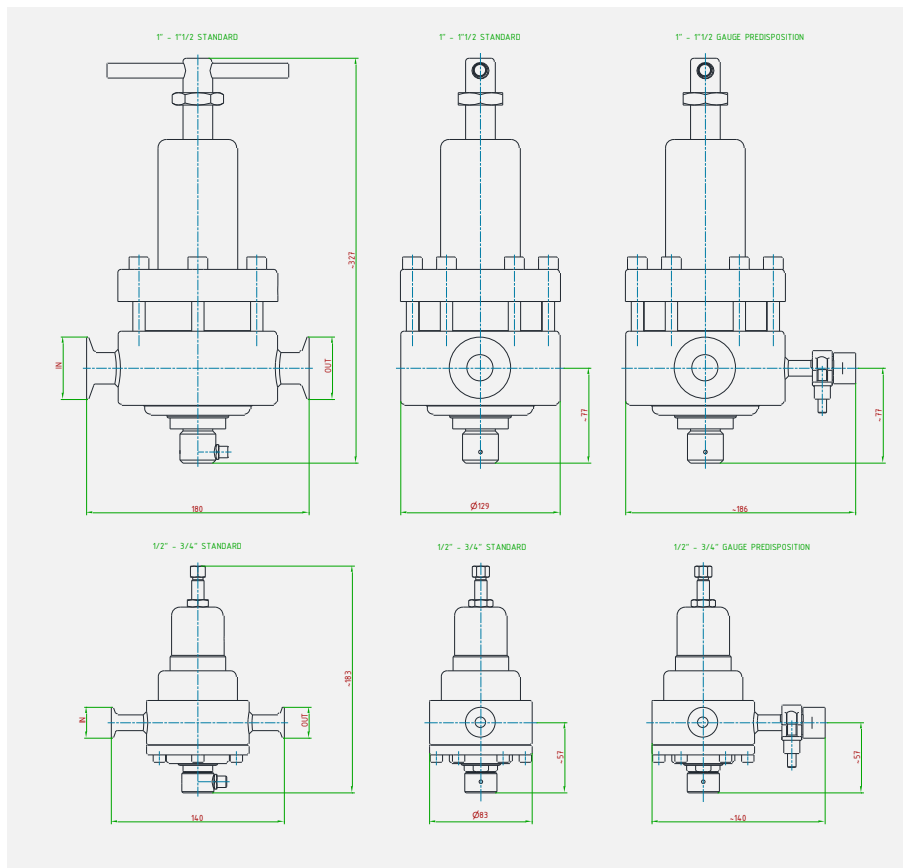 1" - 1"1/2 STANDARD
1" - 1"1/2 STANDARD
1" - 1"1/2 GAUGE PREDISPOSITION
~327
IN
OUT
~77
~77
180
Ø129
~186
1/2" - 3/4" STANDARD
1/2" - 3/4" STANDARD
1/2" - 3/4" GAUGE PREDISPOSITION
~183
IN
OUT
~57
~57
140
Ø83
~140